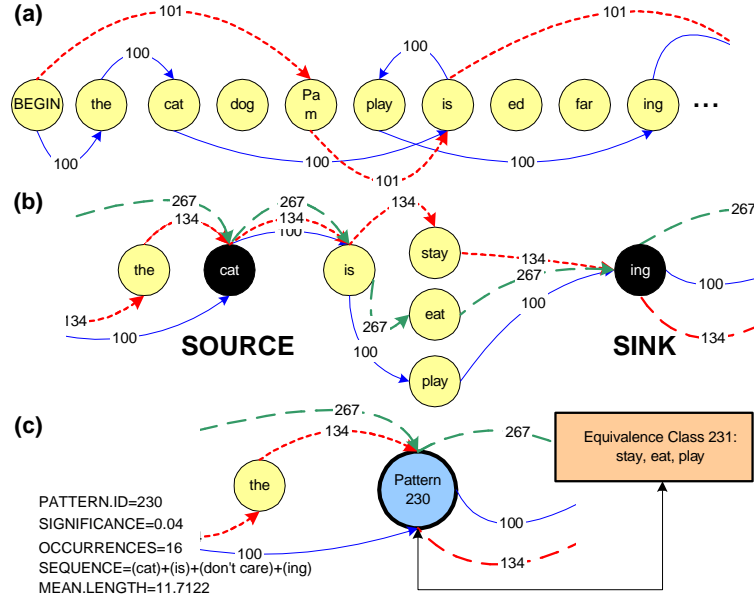 (a)
101
100
BEGIN
the
cat
dog
Pa
m
play
is
ed
far
ing
...
100
100
101
100
100
(b)
267
267
134
134
134
100
267
the
cat
is
stay
134
267
ing
eat
100
134
100
267
100
100
134
play
SOURCE
SINK
(c)
267
134
267
the
Pattern
230
100
100
134
Equivalence Class 231:
stay, eat, play
PATTERN.ID=230
SIGNIFICANCE=0.04
OCCURRENCES=16
SEQUENCE=(cat)+(is)+(don't care)+(ing)
MEAN.LENGTH=11.7122